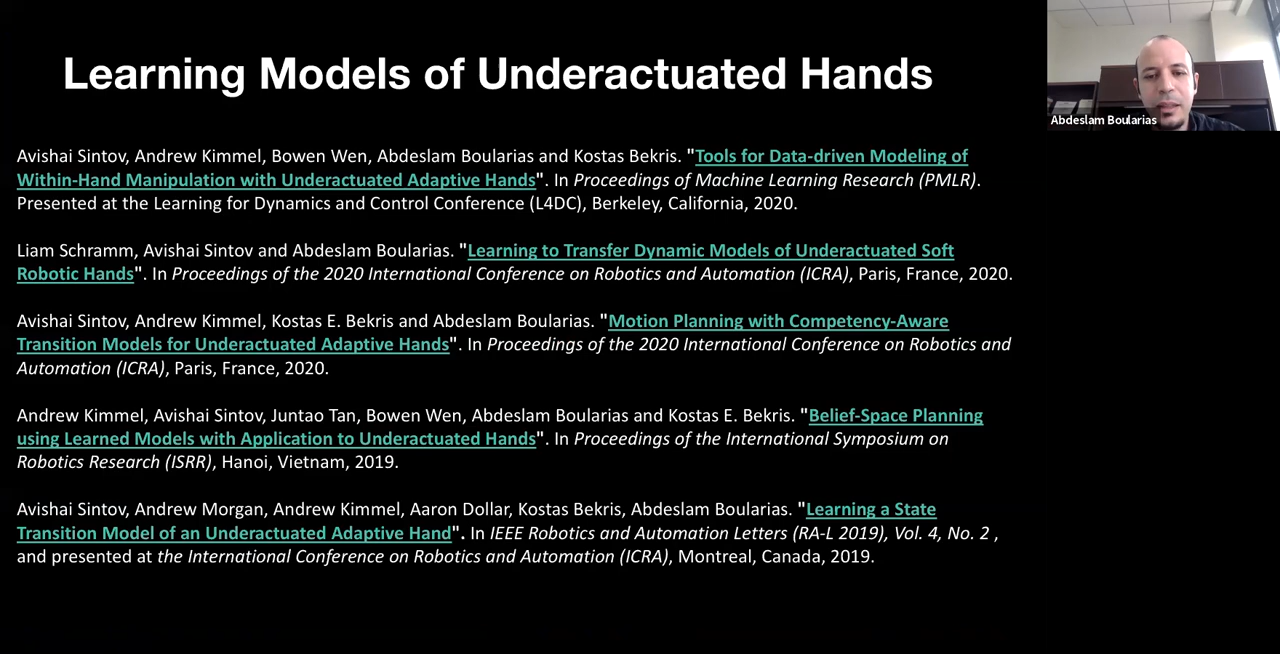 Learning Models of Underactuated Hands
Abdeslam Boularias
Avishai Sintov, Andrew Kimmel, Bowen Wen, Abdeslam Boularias and Kostas Bekris. "Tools for Data-driven Modeling of
Within-Hand Manipulation with Underactuated Adaptive Hands". In Proceedings of Machine Learning Research (PMLR).
Presented at the Learning for Dynamics and Control Conference (L4DC), Berkeley, California, 2020.
Liam Schramm, Avishai Sintov and Abdeslam Boularias. "Learning to Transfer Dynamic Models of Underactuated Soft
Robotic Hands". In Proceedings of the 2020 International Conference on Robotics and Automation (ICRA), Paris, France, 2020.
Avishai Sintov, Andrew Kimmel, Kostas E. Bekris and Abdeslam Boularias. "Motion Planning with Competency-Aware
Transition Models for Underactuated Adaptive Hands". In Proceedings of the 2020 International Conference on Robotics and
Automation (ICRA), Paris, France, 2020.
Andrew Kimmel, Avishai Sintov, Juntao Tan, Bowen Wen, Abdeslam Boularias and Kostas E. Bekris. "Belief-Space Planning
using Learned Models with Application to Underactuated Hands". In Proceedings of the International Symposium on
Robotics Research (ISRR), Hanoi, Vietnam, 2019.
Avishai Sintov, Andrew Morgan, Andrew Kimmel, Aaron Dollar, Kostas Bekris, Abdeslam Boularias. "Learning a State
Transition Model of an Underactuated Adaptive Hand". In IEEE Robotics and Automation Letters (RA-L 2019), Vol. 4, No. 2 ,
and presented at the International Conference on Robotics and Automation (ICRA), Montreal, Canada, 2019.